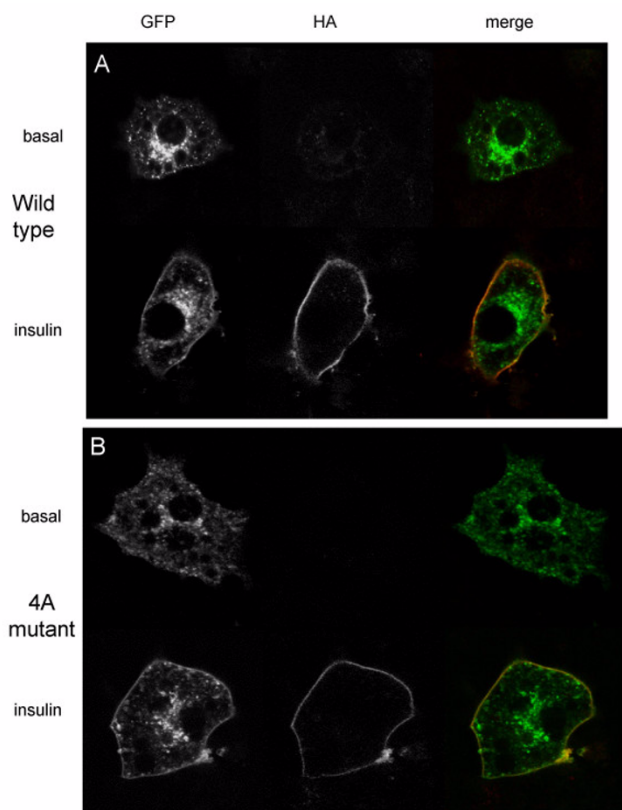 GFP HA merge
A
basal
Wild
type
insulin
B
basal
4A
mutant
insulin